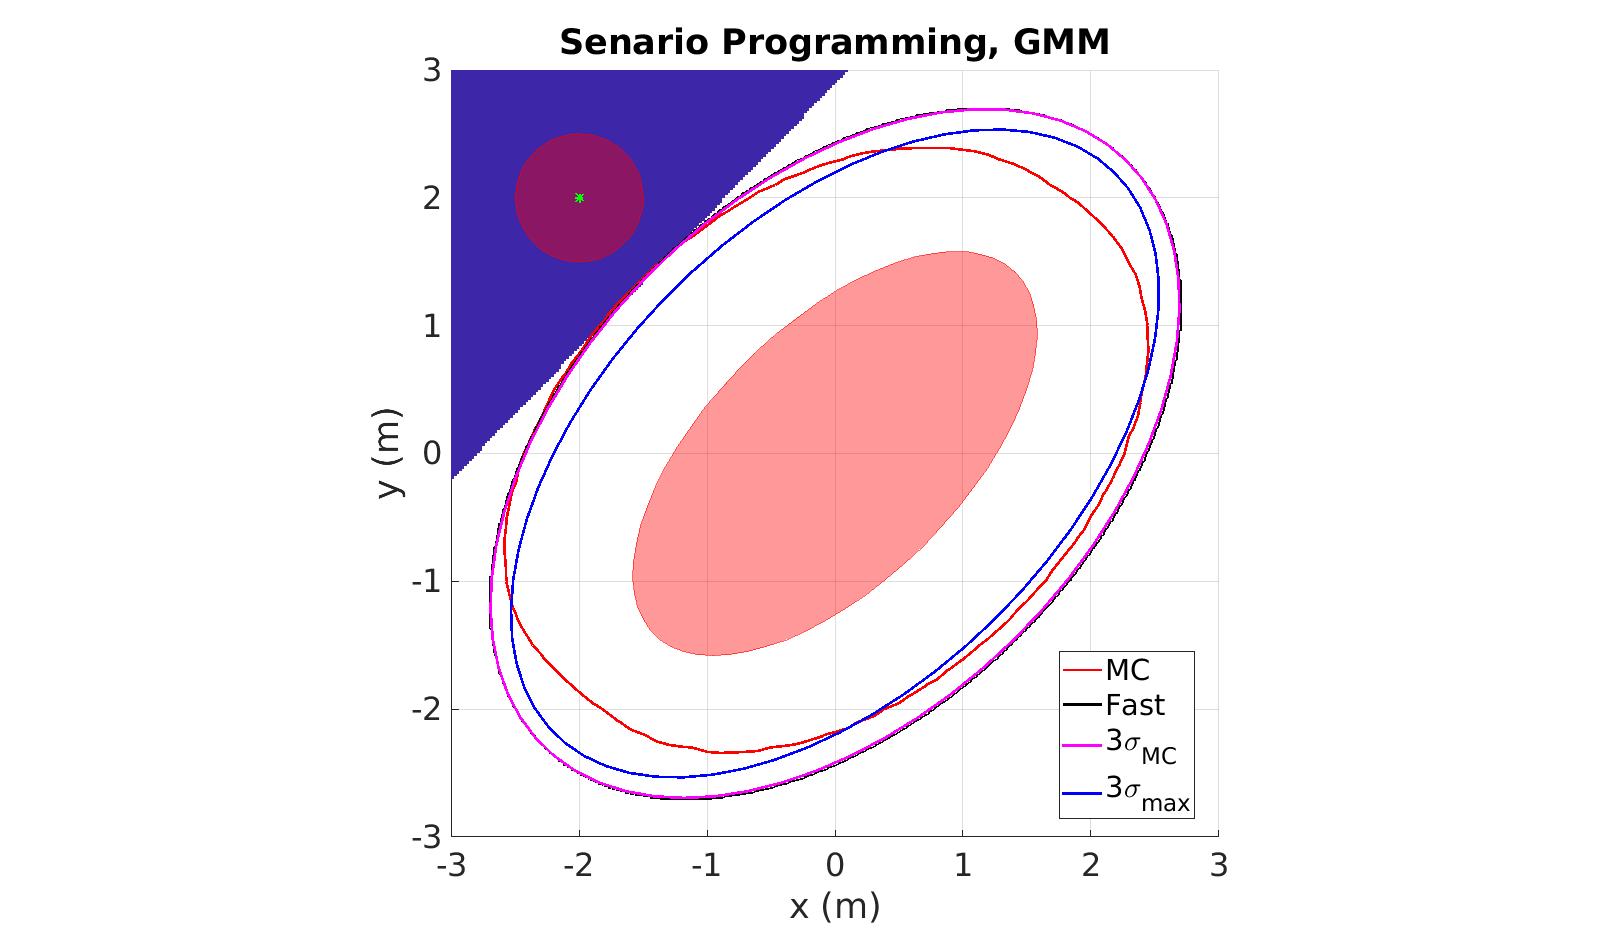 Senario Programming, GMM
3
2
1
0
-1
-2
-3
y (m)
-3 -2 -1 0 1 2 3
x (m)
MC
Fast
3σMC
3σmax